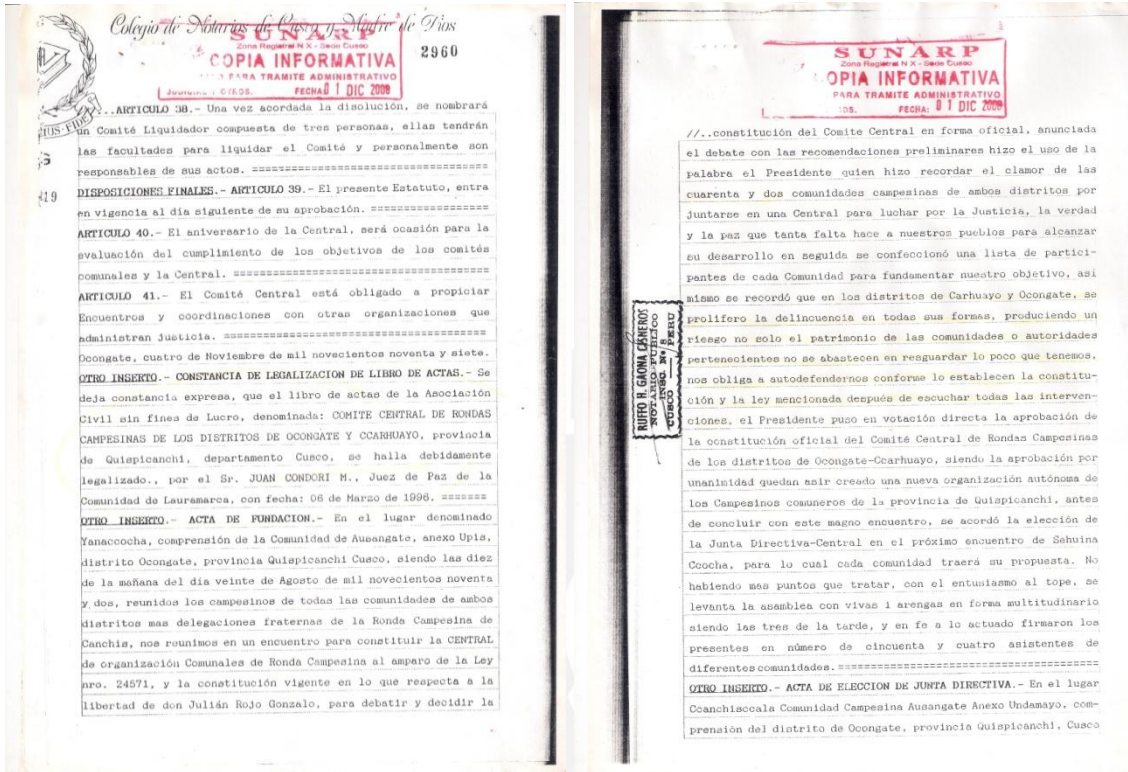 Colegio de Notarios de Cusco y Madre de Dios
SUNARP
Zona Registral N X - Sede Cusco
COPIA INFORMATIVA
PARA TRAMITE ADMINISTRATIVO
JUDICIAL Y OTROS. FECHA: 01 DIC 2008
2960
IUS FIDE
319
...ARTICULO 38.- Una vez acordada la disolución, se nombrará
un Comité Liquidador compuesta de tres personas, ellas tendrán
las facultades para liquidar el Comité y personalmente son
responsables de sus actos. ===================================
DISPOSICIONES FINALES.- ARTICULO 39.- El presente Estatuto, entra
en vigencia al día siguiente de su aprobación. ==================
ARTICULO 40.- El aniversario de la Central, será ocasión para la
evaluación del cumplimiento de los objetivos de los comités
comunales y la Central. ======================================
ARTICULO 41.- El Comité Central está obligado a propiciar
Encuentros y coordinaciones con otras organizaciones que
administran justicia. ======================================
Ocongate, cuatro de Noviembre de mil novecientos noventa y siete.
OTRO INSERTO.- CONSTANCIA DE LEGALIZACION DE LIBRO DE ACTAS.- Se
deja constancia expresa, que el libro de actas de la Asociación
Civil sin fines de Lucro, denominada: COMITE CENTRAL DE RONDAS
CAMPESINAS DE LOS DISTRITOS DE OCONGATE Y CCARHUAYO, provincia
de Quispicanchi, departamento Cusco, se halla debidamente
legalizado., por el Sr. JUAN CONDORI M., Juez de Paz de la
Comunidad de Lauramarca, con fecha: 06 de Marzo de 1996. =======
OTRO INSERTO.- ACTA DE FUNDACION.- En el lugar denominado
Yanaccocha, comprensión de la Comunidad de Ausangate, anexo Upis,
distrito Ocongate, provincia Quispicanchi Cusco, siendo las diez
de la mañana del día veinte de Agosto de mil novecientos noventa
y dos, reunidos los campesinos de todas las comunidades de ambos
distritos mas delegaciones fraternas de la Ronda Campesina de
Canchis, nos reunimos en un encuentro para constituir la CENTRAL
de organización Comunales de Ronda Campesina al amparo de la Ley
nro. 24571, y la constitución vigente en lo que respecta a la
libertad de don Julián Rojo Gonzalo, para debatir y decidir la
SUNARP
Zona Registral N X - Sede Cusco
COPIA INFORMATIVA
PARA TRAMITE ADMINISTRATIVO
FECHA: 01 DIC 2008
//..constitución del Comite Central en forma oficial, anunciada
el debate con las recomendaciones preliminares hizo el uso de la
palabra el Presidente quien hizo recordar el clamor de las
cuarenta y dos comunidades campesinas de ambos distritos por
juntarse en una Central para luchar por la Justicia, la verdad
y la paz que tanta falta hace a nuestros pueblos para alcanzar
su desarrollo en seguida se confeccionó una lista de partici-
pantes de cada Comunidad para fundamentar nuestro objetivo, asi
mismo se recordó que en los distritos de Carhuayo y Ocongate, se
prolifero la delincuencia en todas sus formas, produciendo un
riesgo no solo el patrimonio de las comunidades o autoridades
pertenecientes no se abastecen en resguardar lo poco que tenemos,
nos obliga a autodefendernos conforme lo establecen la constitu-
ción y la ley mencionada después de escuchar todas las interven-
ciones, el Presidente puso en votación directa la aprobación de
la constitución oficial del Comité Central de Rondas Campesinas
de los distritos de Ocongate-Ccarhuayo, siendo la aprobación por
unanimidad quedan asir creado una nueva organización autónoma de
los Campesinos comuneros de la provincia de Quispicanchi, antes
de concluir con este magno encuentro, se acordó la elección de
la Junta Directiva-Central en el próximo encuentro de Sehuina
Ccocha, para lo cual cada comunidad traerá su propuesta. No
habiendo mas puntos que tratar, con el entusiasmo al tope, se
levanta la asamblea con vivas i arengas en forma multitudinario
siendo las tres de la tarde, y en fe a lo actuado firmaron los
presentes en número de cincuenta y cuatro asistentes de
diferentes comunidades. =======================================
OTRO INSERTO.- ACTA DE ELECCION DE JUNTA DIRECTIVA.- En el lugar
Ccanchisccala Comunidad Campesina Ausangate Anexo Undamayo, com-
prensión del distrito de Ocongate, provincia Quispicanchi, Cusco
RUFFO H. GAONA CISNEROS
NOTARIO PUBLICO
INSC. Nº 8
CUSCO — PERU